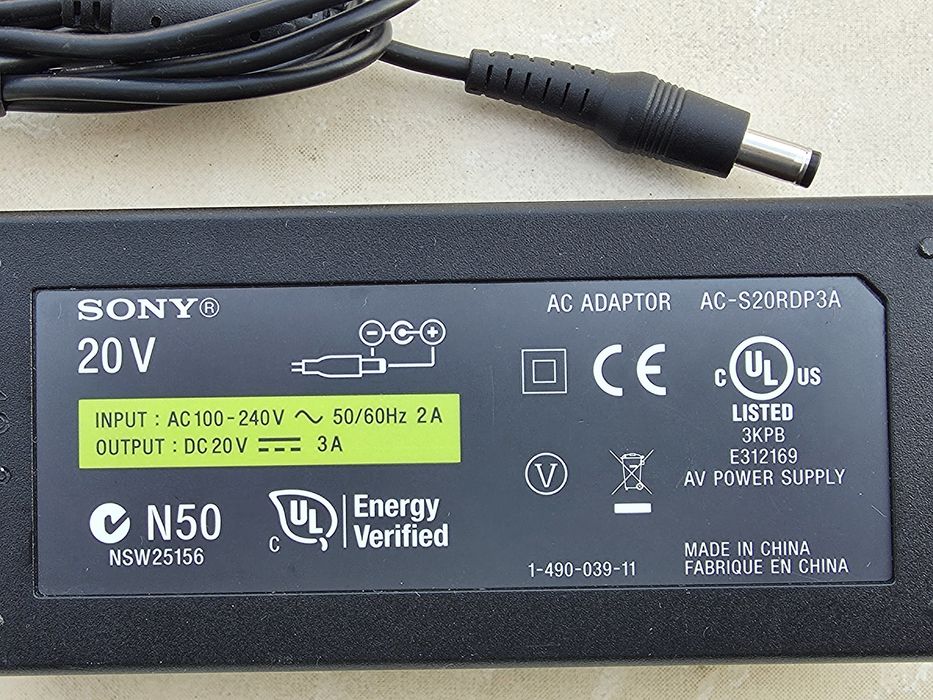 SONY®
AC ADAPTOR AC-S20RDP3A
20V
INPUT : AC100-240V ~ 50/60Hz 2A
OUTPUT : DC20V ⎓ 3A
CE
C UL US
LISTED
3KPB
E312169
AV POWER SUPPLY
V
N50
NSW25156
C UL Energy
Verified
1-490-039-11
MADE IN CHINA
FABRIQUE EN CHINA